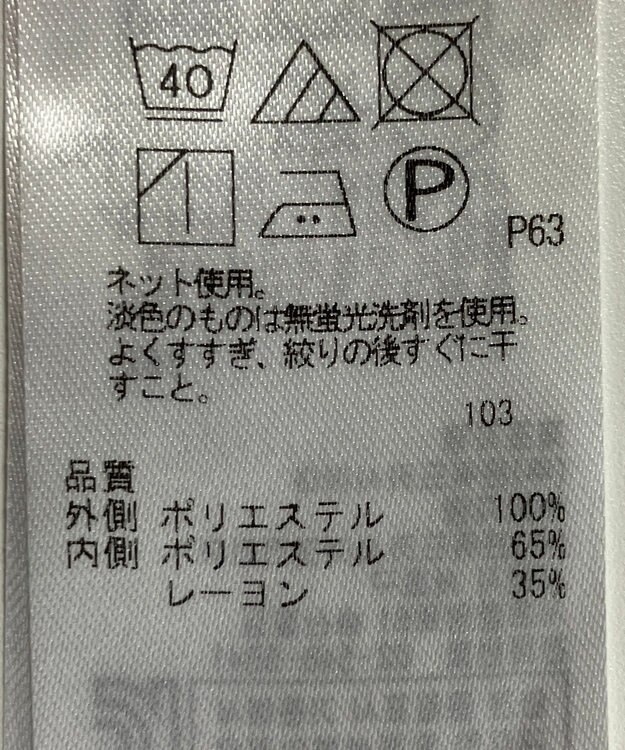 40
P
P63
ネット使用。
淡色のものは無蛍光洗剤を使用。
よくすすぎ、絞りの後すぐに干
すこと。
103
品質
外側 ポリエステル 100%
内側 ポリエステル 65%
レーヨン 35%